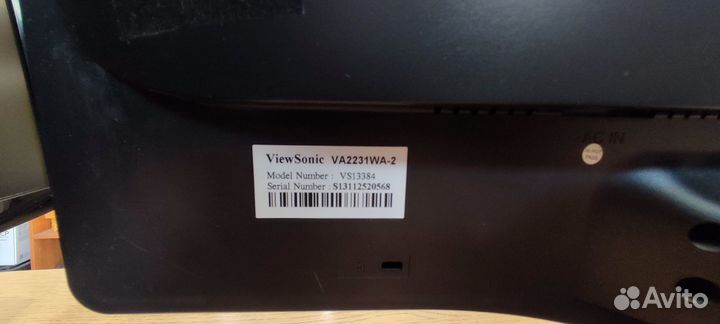 AC IN
ViewSonic VA2231WA-2
Model Number : VS13384
Serial Number : S13112520568
Avito